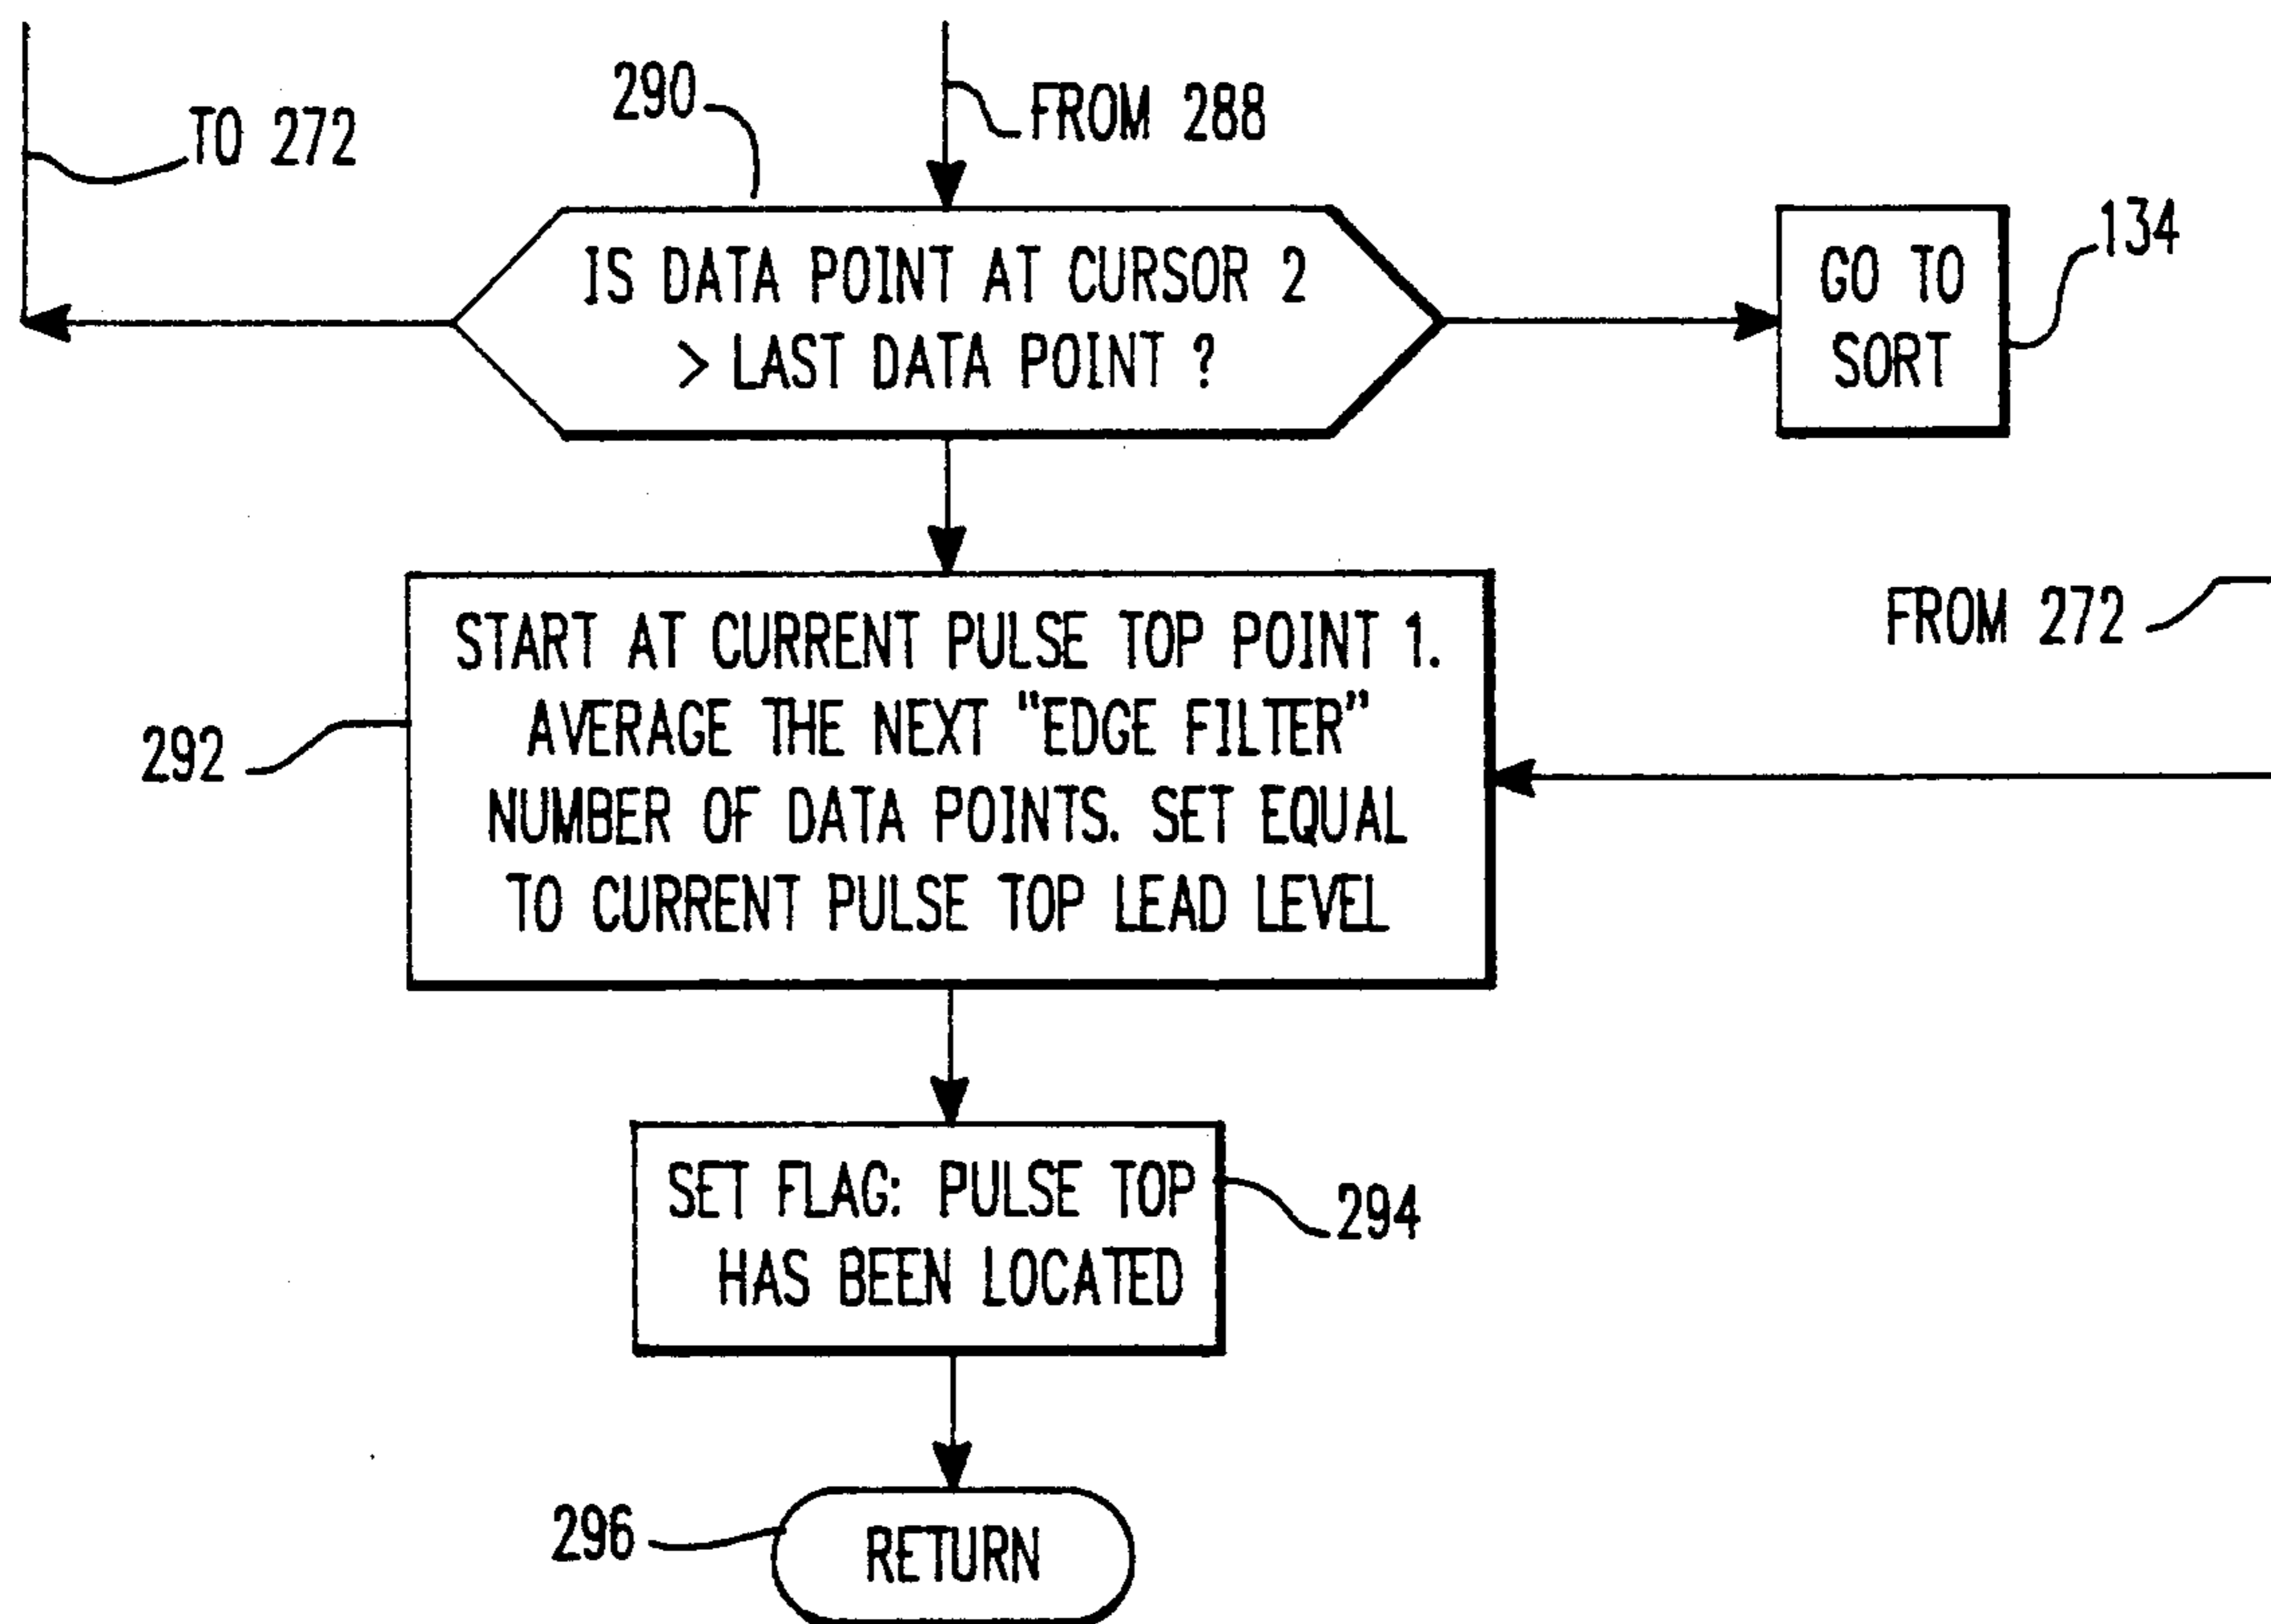 290
FROM 288
TO 272
IS DATA POINT AT CURSOR 2
> LAST DATA POINT ?
GO TO
SORT
134
START AT CURRENT PULSE TOP POINT 1.
AVERAGE THE NEXT "EDGE FILTER"
NUMBER OF DATA POINTS. SET EQUAL
TO CURRENT PULSE TOP LEAD LEVEL
292
FROM 272
SET FLAG: PULSE TOP
HAS BEEN LOCATED
294
296
RETURN